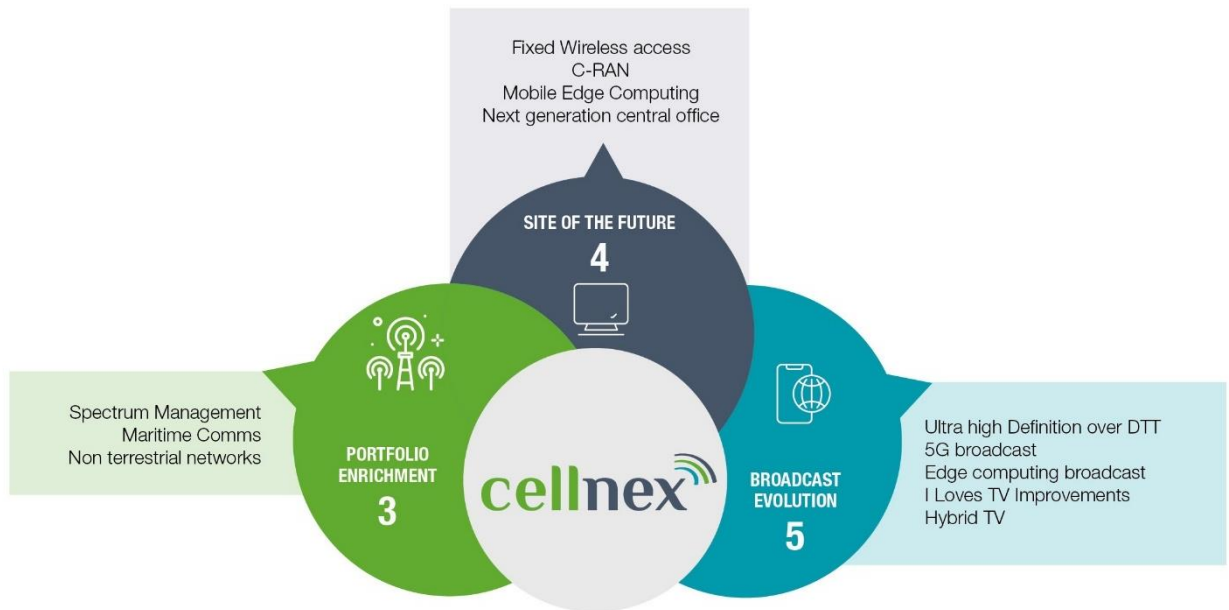 Fixed Wireless access
C-RAN
Mobile Edge Computing
Next generation central office
SITE OF THE FUTURE
4
Spectrum Management
Maritime Comms
Non terrestrial networks
PORTFOLIO
ENRICHMENT
3
cellnex
BROADCAST
EVOLUTION
5
Ultra high Definition over DTT
5G broadcast
Edge computing broadcast
I Loves TV Improvements
Hybrid TV